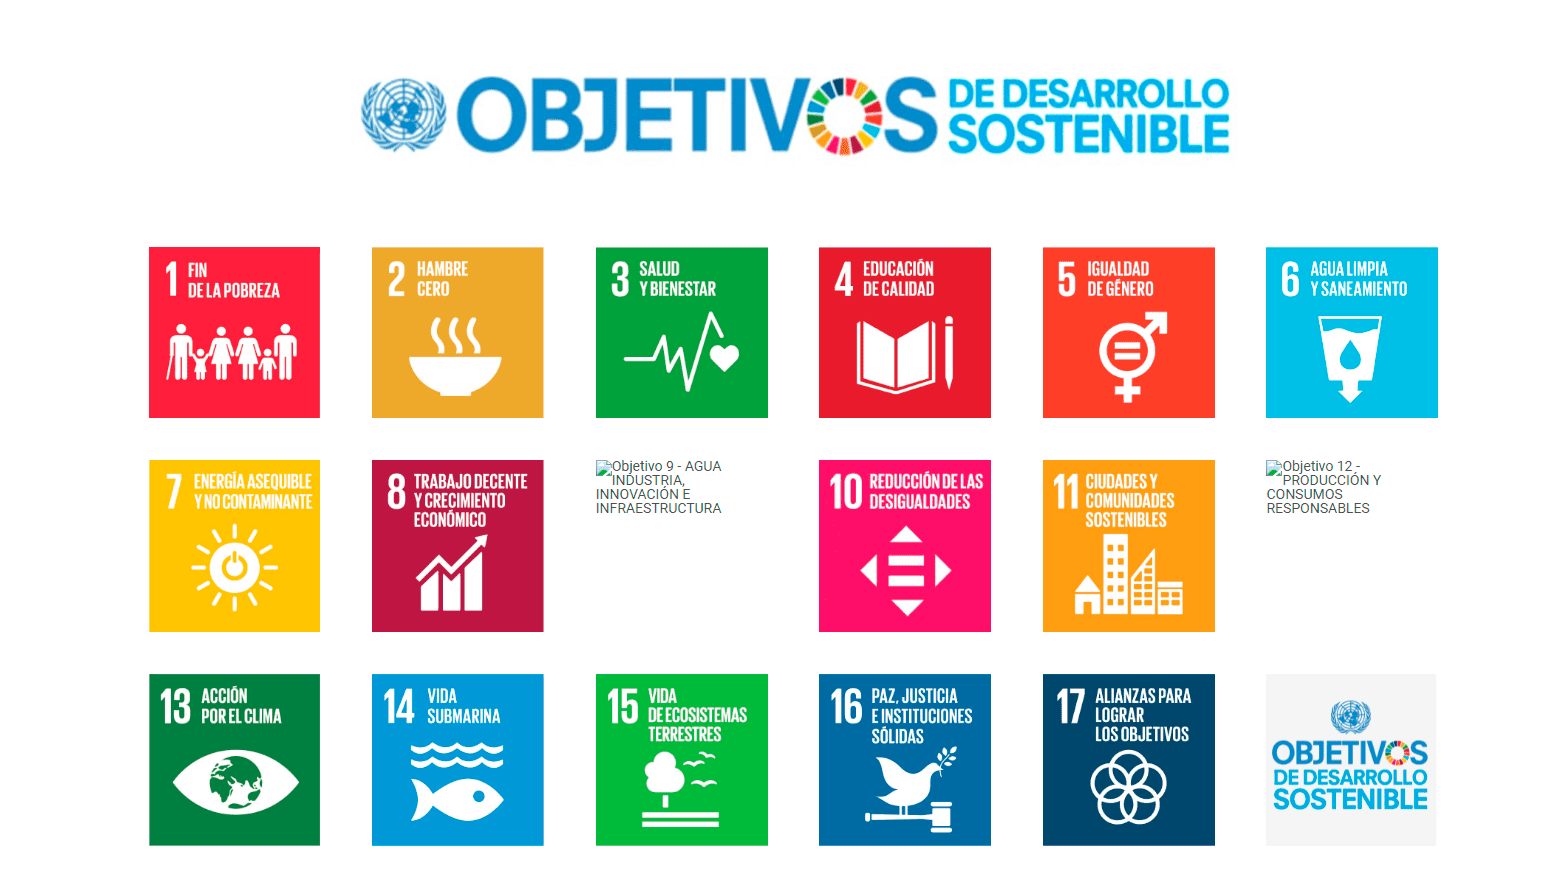 OBJETIVOS DE DESARROLLO
SOSTENIBLE
1 FIN
DE LA POBREZA
2 HAMBRE
CERO
3 SALUD
Y BIENESTAR
4 EDUCACIÓN
DE CALIDAD
5 IGUALDAD
DE GÉNERO
6 AGUA LIMPIA
Y SANEAMIENTO
7 ENERGÍA ASEQUIBLE
Y NO CONTAMINANTE
8 TRABAJO DECENTE
Y CRECIMIENTO
ECONÓMICO
Objetivo 9 - AGUA
INDUSTRIA,
INNOVACIÓN E
INFRAESTRUCTURA
10 REDUCCIÓN DE LAS
DESIGUALDADES
11 CIUDADES Y
COMUNIDADES
SOSTENIBLES
Objetivo 12 -
PRODUCCIÓN Y
CONSUMOS
RESPONSABLES
13 ACCIÓN
POR EL CLIMA
14 VIDA
SUBMARINA
15 VIDA
DE ECOSISTEMAS
TERRESTRES
16 PAZ, JUSTICIA
E INSTITUCIONES
SÓLIDAS
17 ALIANZAS PARA
LOGRAR
LOS OBJETIVOS
OBJETIVOS
DE DESARROLLO
SOSTENIBLE